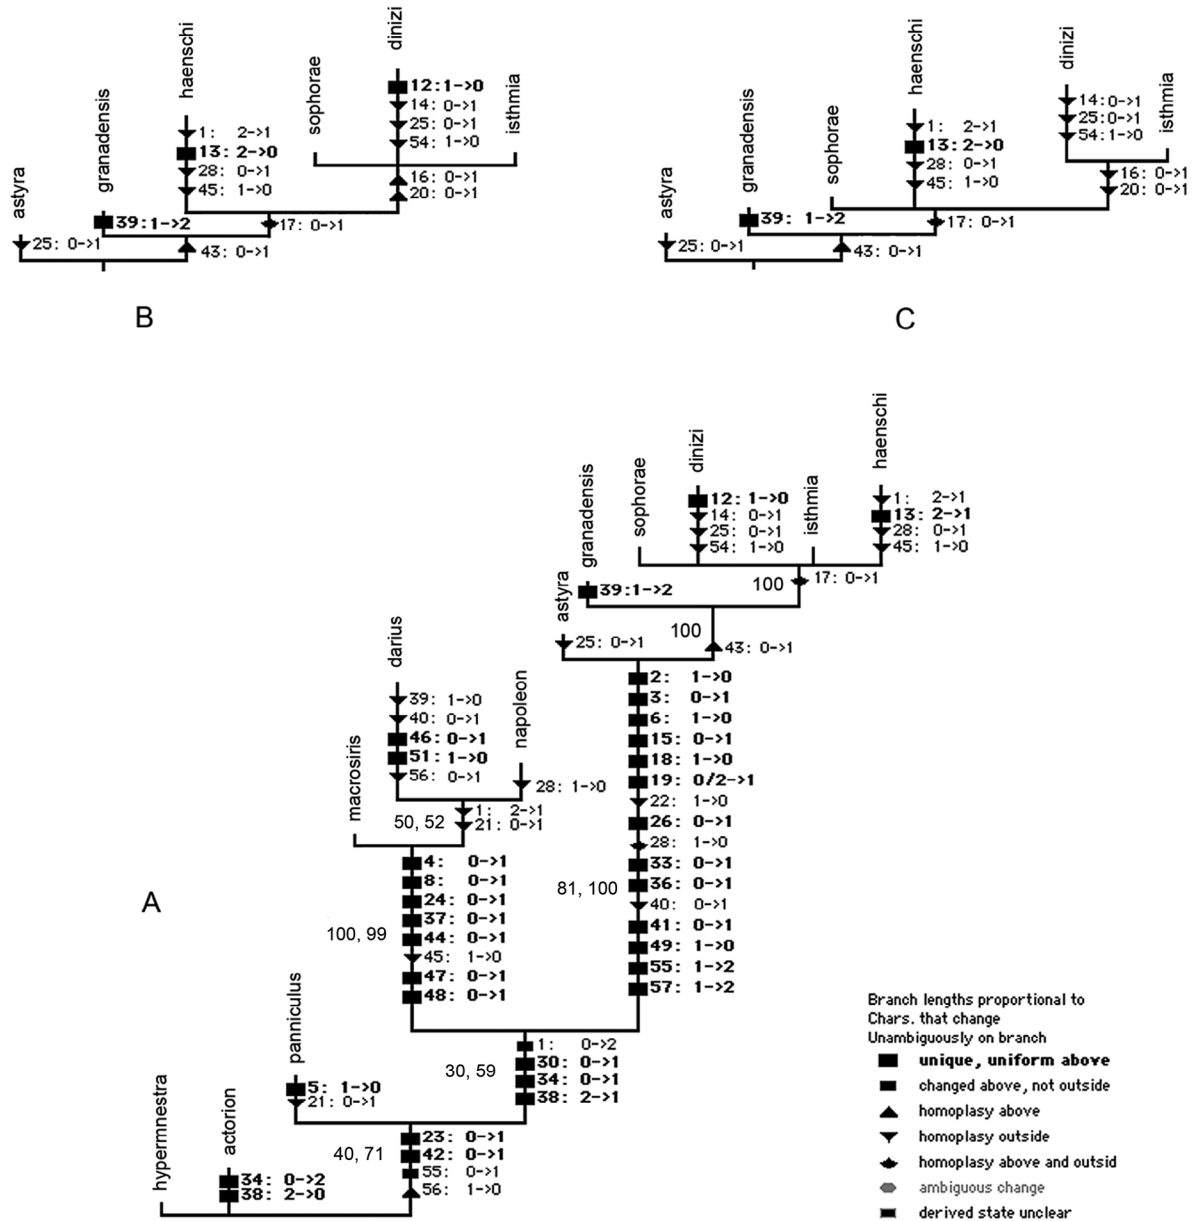 astyra
granadensis
haenschi
sophorae
dinizi
isthmia
12:1->0
14: 0->1
25: 0->1
54: 1->0
1: 2->1
13: 2->0
28: 0->1
45: 1->0
16: 0->1
20: 0->1
39:1->2
17: 0->1
25: 0->1
43: 0->1
B
astyra
granadensis
sophorae
haenschi
dinizi
isthmia
14:0->1
25:0->1
54:1->0
1: 2->1
13: 2->0
28: 0->1
45: 1->0
16: 0->1
20: 0->1
39: 1->2
17: 0->1
25: 0->1
43: 0->1
C
astyra
granadensis
sophorae
dinizi
isthmia
haenschi
12: 1->0
14: 0->1
25: 0->1
54: 1->0
1: 2->1
13: 2->1
28: 0->1
45: 1->0
39:1->2
100
17: 0->1
25: 0->1
100
43: 0->1
2: 1->0
3: 0->1
6: 1->0
15: 0->1
18: 1->0
19: 0/2->1
22: 1->0
26: 0->1
28: 1->0
33: 0->1
36: 0->1
40: 0->1
41: 0->1
49: 1->0
55: 1->2
57: 1->2
81, 100
macrosiris
darius
napoleon
39: 1->0
40: 0->1
46: 0->1
51: 1->0
56: 0->1
28: 1->0
50, 52
1: 2->1
21: 0->1
4: 0->1
8: 0->1
24: 0->1
37: 0->1
44: 0->1
45: 1->0
47: 0->1
48: 0->1
100, 99
A
panniculus
5: 1->0
21: 0->1
30, 59
1: 0->2
30: 0->1
34: 0->1
38: 2->1
hypermnestra
actorion
34: 0->2
38: 2->0
40, 71
23: 0->1
42: 0->1
55: 0->1
56: 1->0
Branch lengths proportional to
Chars. that change
Unambiguously on branch
unique, uniform above
changed above, not outside
homoplasy above
homoplasy outside
homoplasy above and outsid
ambiguous change
derived state unclear